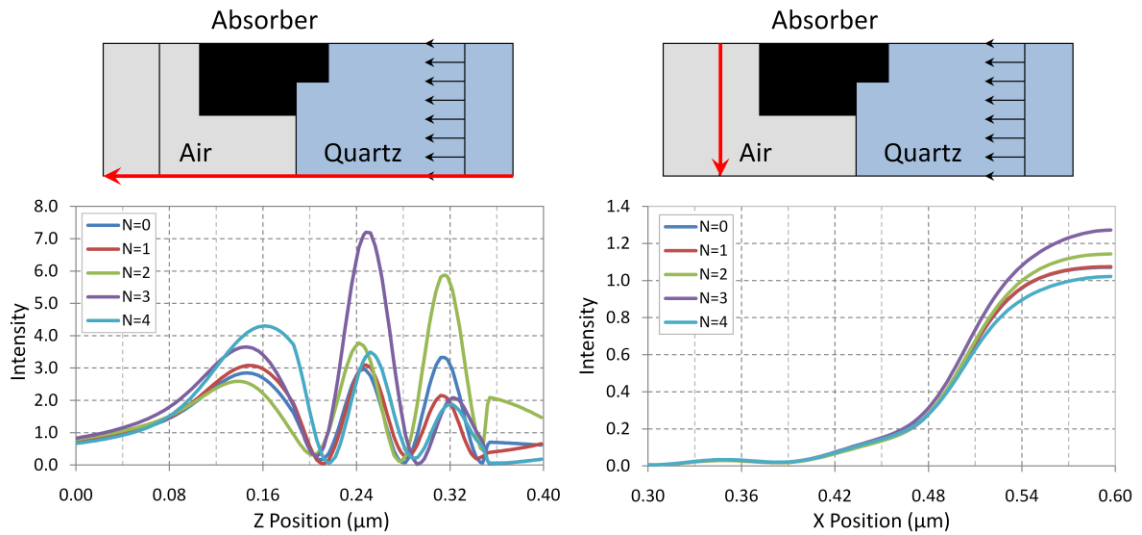 Absorber
Air
Quartz
8.0
7.0
6.0
5.0
4.0
3.0
2.0
1.0
0.0
Intensity
N=0
N=1
N=2
N=3
N=4
0.00 0.08 0.16 0.24 0.32 0.40
Z Position (μm)
Absorber
Air
Quartz
1.4
1.2
1.0
0.8
0.6
0.4
0.2
0.0
Intensity
N=0
N=1
N=2
N=3
N=4
0.30 0.36 0.42 0.48 0.54 0.60
X Position (μm)